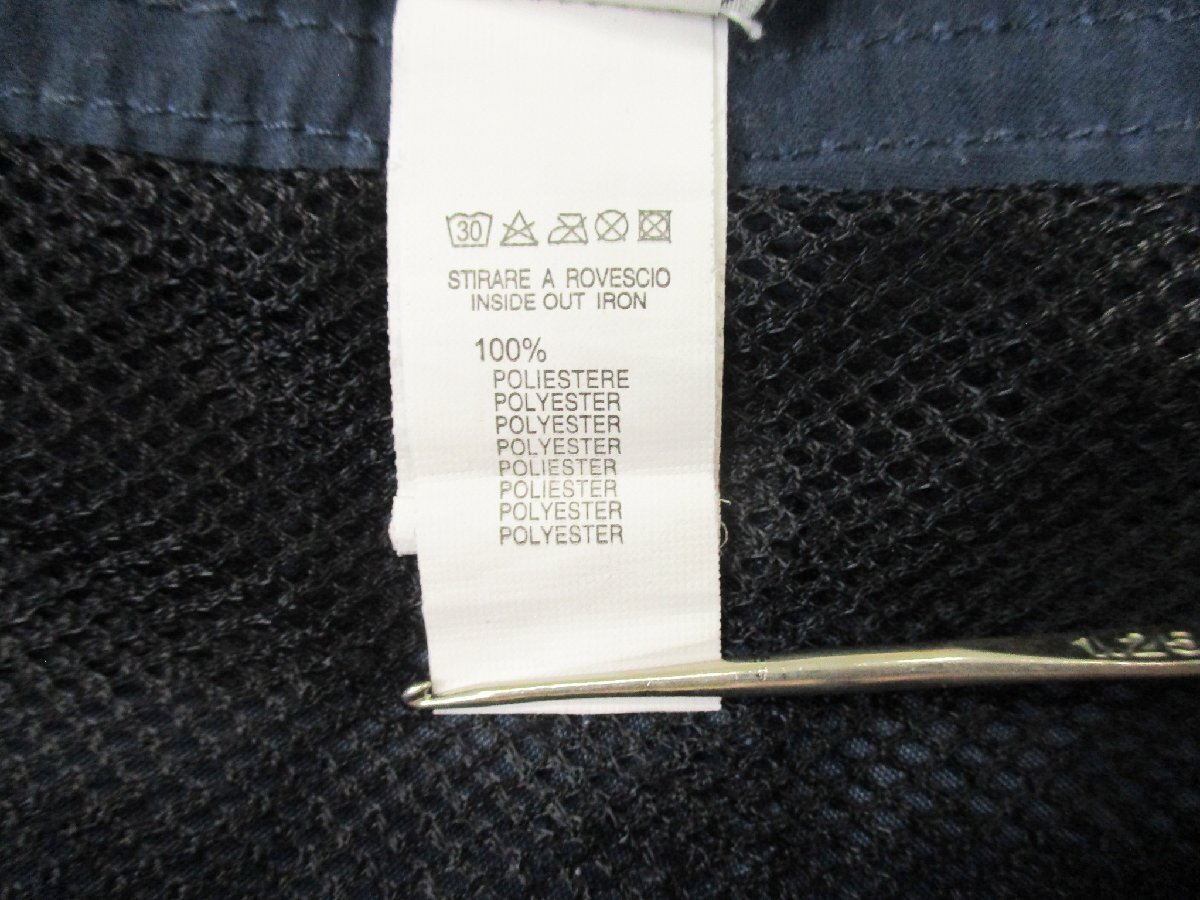 30
STIRARE A ROVESCIO
INSIDE OUT IRON
100%
POLIESTERE
POLYESTER
POLYESTER
POLYESTER
POLIESTER
POLIESTER
POLYESTER
POLYESTER